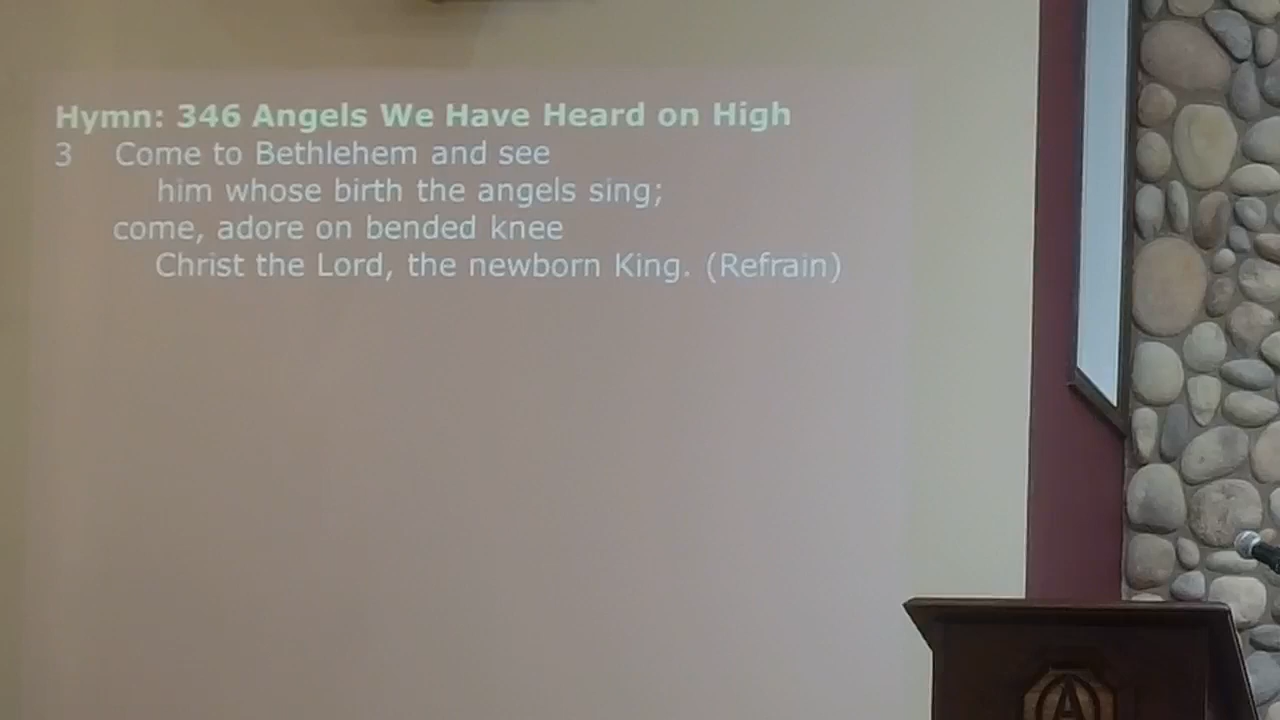 Hymn: 346 Angels We Have Heard on High
3 Come to Bethlehem and see
him whose birth the angels sing;
come, adore on bended knee
Christ the Lord, the newborn King. (Refrain)